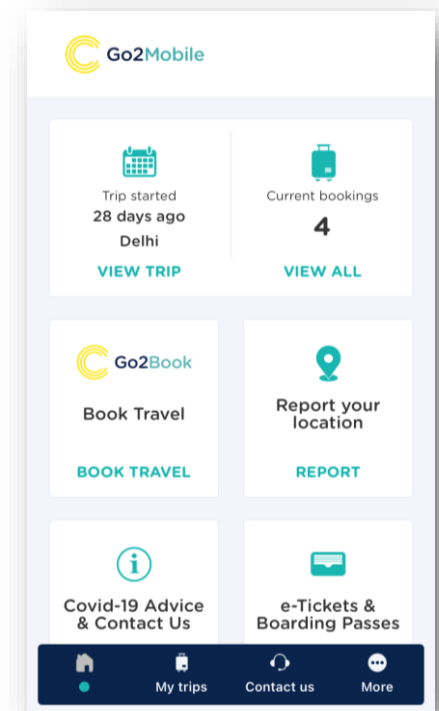 Go2Mobile
Trip started
28 days ago
Delhi
VIEW TRIP
Current bookings
4
VIEW ALL
Go2Book
Book Travel
BOOK TRAVEL
Report your
location
REPORT
Covid-19 Advice
& Contact Us
e-Tickets &
Boarding Passes
My trips
Contact us
More